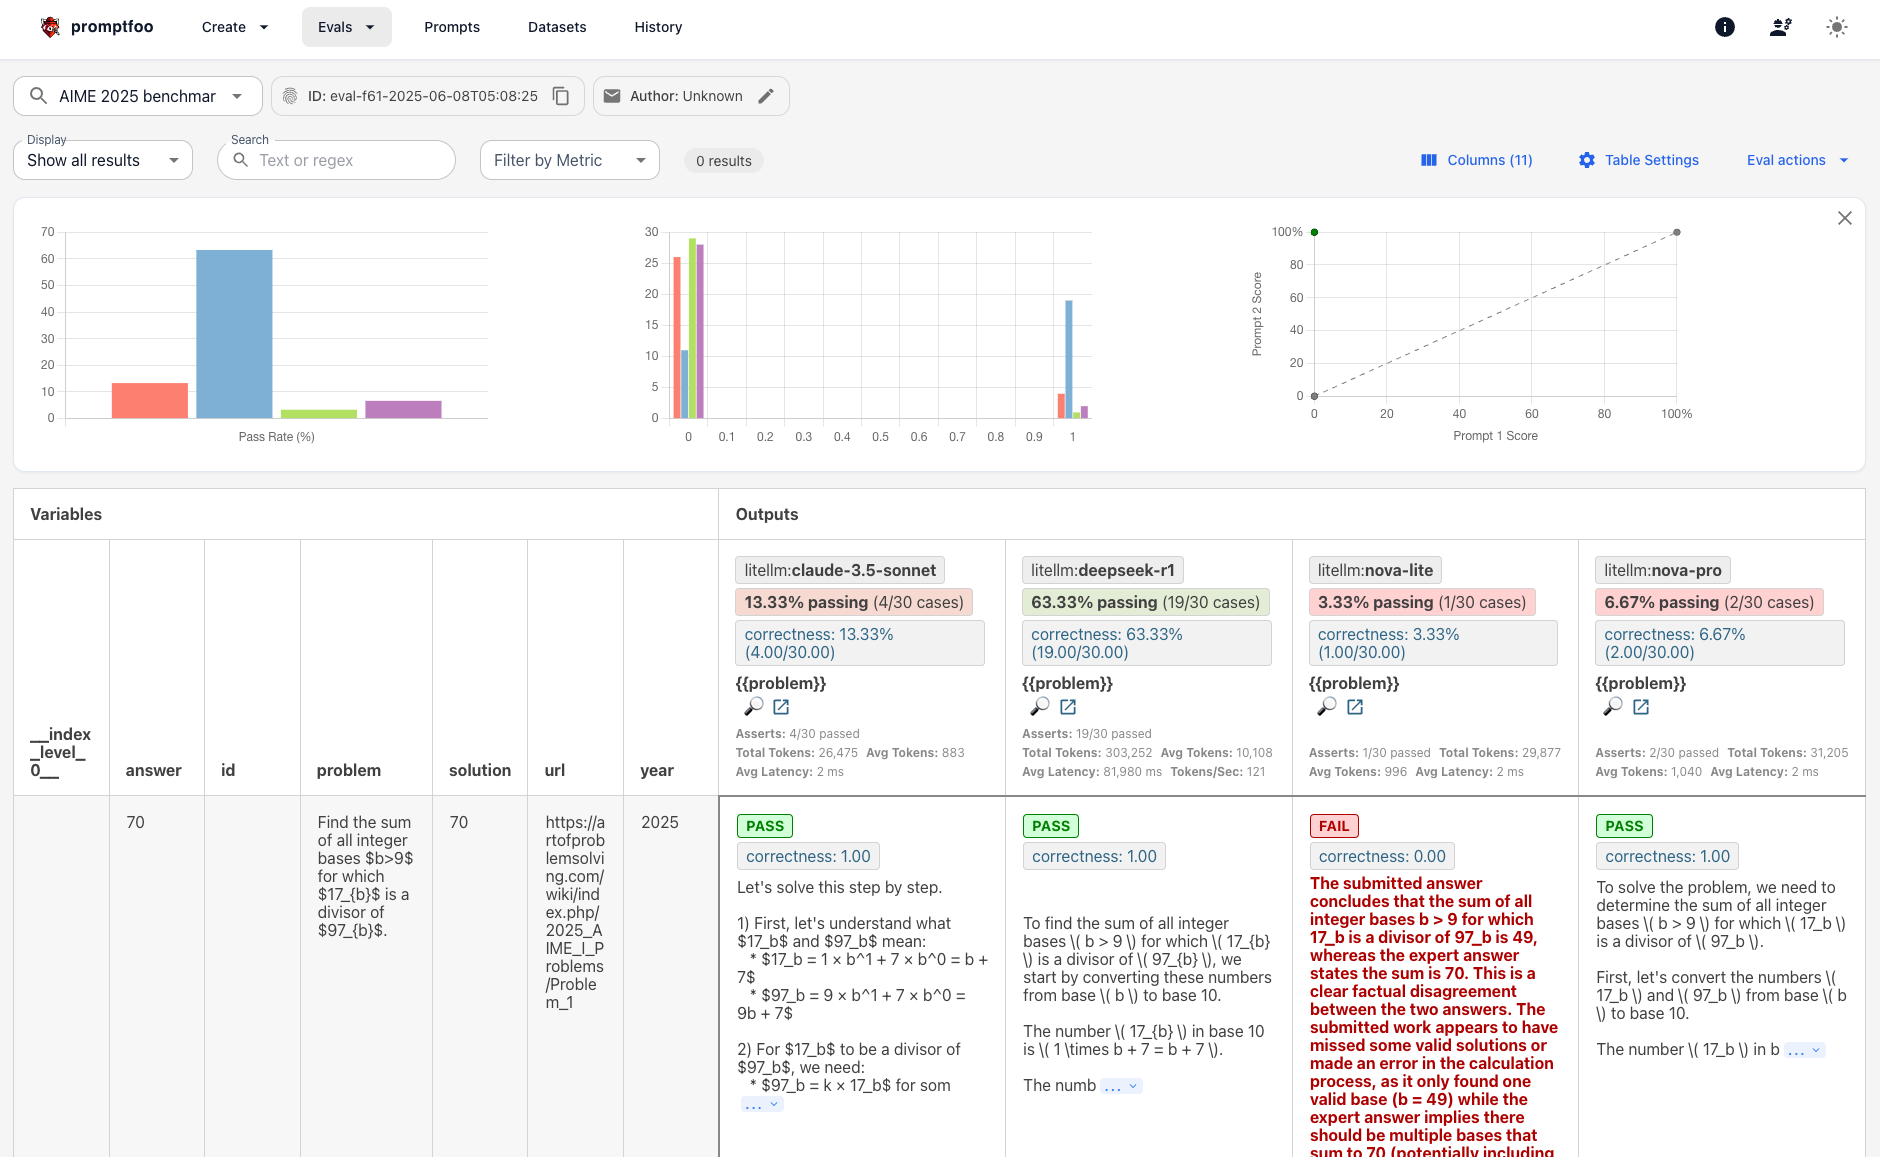 promptfoo
Create
Evals
Prompts
Datasets
History
AIME 2025 benchmar
ID: eval-f61-2025-06-08T05:08:25
Author: Unknown
Display
Show all results
Search
Text or regex
Filter by Metric
0 results
Columns (11)
Table Settings
Eval actions
70
60
50
40
30
20
10
0
Pass Rate (%)
30
25
20
15
10
5
0
0 0.1 0.2 0.3 0.4 0.5 0.6 0.7 0.8 0.9 1
100%
80
60
40
20
0
Prompt 2 Score
0 20 40 60 80 100%
Prompt 1 Score
Variables
Outputs
__index
_level_
0__
answer
id
problem
solution
url
year
litellm:claude-3.5-sonnet
13.33% passing (4/30 cases)
correctness: 13.33%
(4.00/30.00)
{{problem}}
Asserts: 4/30 passed
Total Tokens: 26,475 Avg Tokens: 883
Avg Latency: 2 ms
litellm:deepseek-r1
63.33% passing (19/30 cases)
correctness: 63.33%
(19.00/30.00)
{{problem}}
Asserts: 19/30 passed
Total Tokens: 303,252 Avg Tokens: 10,108
Avg Latency: 81,980 ms Tokens/Sec: 121
litellm:nova-lite
3.33% passing (1/30 cases)
correctness: 3.33%
(1.00/30.00)
{{problem}}
Asserts: 1/30 passed Total Tokens: 29,877
Avg Tokens: 996 Avg Latency: 2 ms
litellm:nova-pro
6.67% passing (2/30 cases)
correctness: 6.67%
(2.00/30.00)
{{problem}}
Asserts: 2/30 passed Total Tokens: 31,205
Avg Tokens: 1,040 Avg Latency: 2 ms
70
Find the sum
of all integer
bases $b>9$
for which
$17_{b}$ is a
divisor of
$97_{b}$.
70
https://a
rtofprob
lemsolvi
ng.com/
wiki/ind
ex.php/
2025_A
IME_I_P
roblems
/Proble
m_1
2025
PASS
correctness: 1.00
Let's solve this step by step.
1) First, let's understand what
$17_b$ and $97_b$ mean:
* $17_b = 1 × b^1 + 7 × b^0 = b +
7$
* $97_b = 9 × b^1 + 7 × b^0 =
9b + 7$
2) For $17_b$ to be a divisor of
$97_b$, we need:
* $97_b = k × 17_b$ for som
...
PASS
correctness: 1.00
To find the sum of all integer
bases \( b > 9 \) for which \( 17_{b}
\) is a divisor of \( 97_{b} \), we
start by converting these numbers
from base \( b \) to base 10.
The number \( 17_{b} \) in base 10
is \( 1 \times b + 7 = b + 7 \).
The numb ...
FAIL
correctness: 0.00
The submitted answer
concludes that the sum of all
integer bases b > 9 for which
17_b is a divisor of 97_b is 49,
whereas the expert answer
states the sum is 70. This is a
clear factual disagreement
between the two answers. The
submitted work appears to have
missed some valid solutions or
made an error in the calculation
process, as it only found one
valid base (b = 49) while the
expert answer implies there
should be multiple bases that
sum to 70 (potentially including
PASS
correctness: 1.00
To solve the problem, we need to
determine the sum of all integer
bases \( b > 9 \) for which \( 17_b \)
is a divisor of \( 97_b \).
First, let's convert the numbers \(
17_b \) and \( 97_b \) from base \( b
\) to base 10.
The number \( 17_b \) in b ...